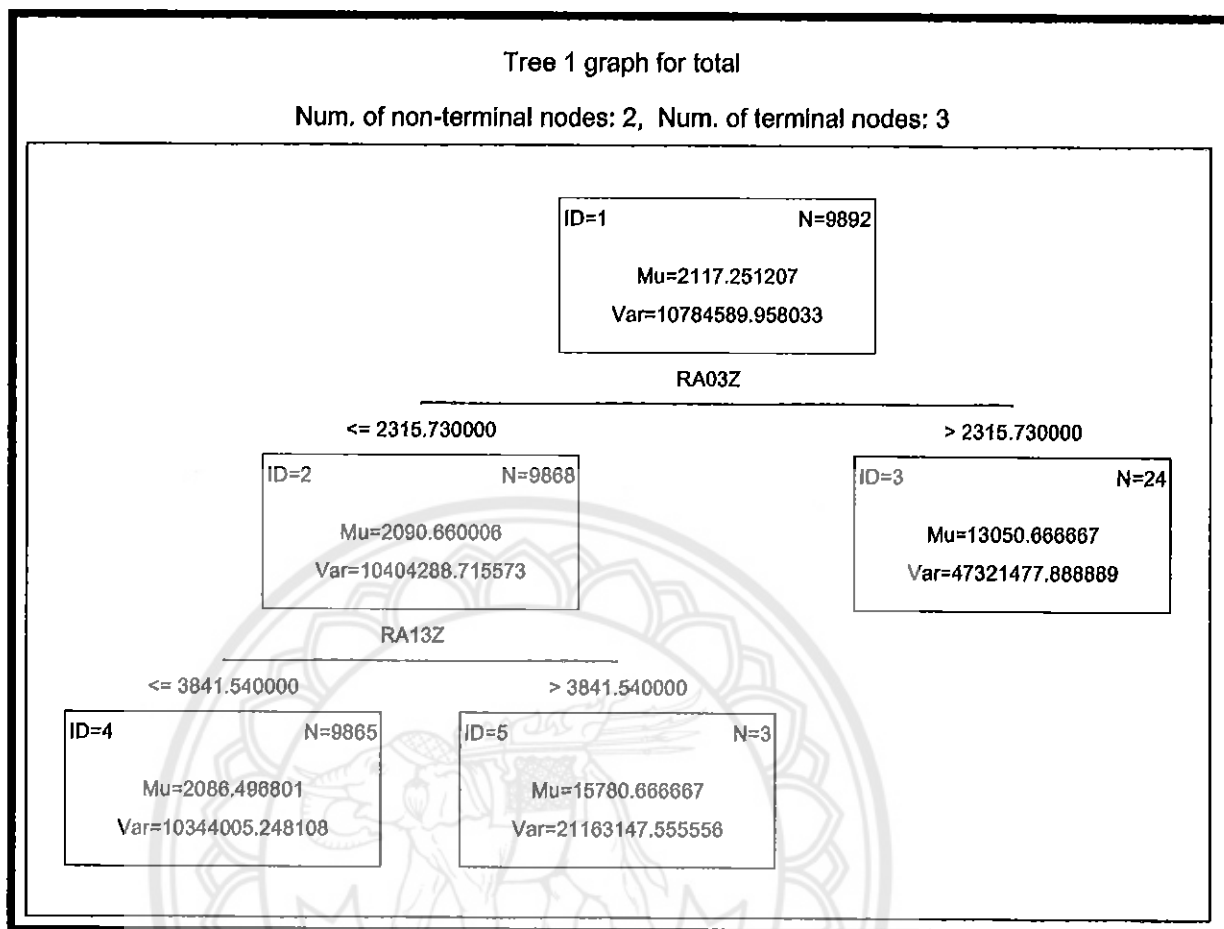 Tree 1 graph for total
Num. of non-terminal nodes: 2, Num. of terminal nodes: 3
ID=1 N=9892
Mu=2117.251207
Var=10784589.958033
RA03Z
<= 2315.730000 > 2315.730000
ID=2 N=9868 ID=3 N=24
Mu=2090.660006 Mu=13050.666667
Var=10404288.715573 Var=47321477.888889
RA13Z
<= 3841.540000 > 3841.540000
ID=4 N=9865 ID=5 N=3
Mu=2086.496801 Mu=15780.666667
Var=10344005.248108 Var=21163147.555556